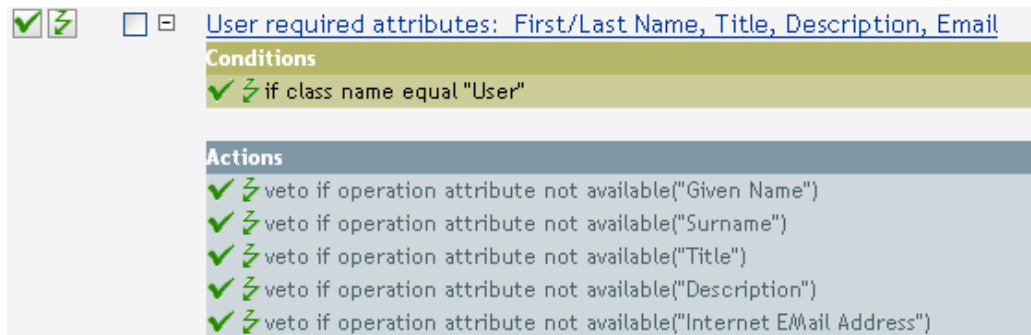 User required attributes: First/Last Name, Title, Description, Email
Conditions
if class name equal "User"
Actions
veto if operation attribute not available("Given Name")
veto if operation attribute not available("Surname")
veto if operation attribute not available("Title")
veto if operation attribute not available("Description")
veto if operation attribute not available("Internet EMail Address")